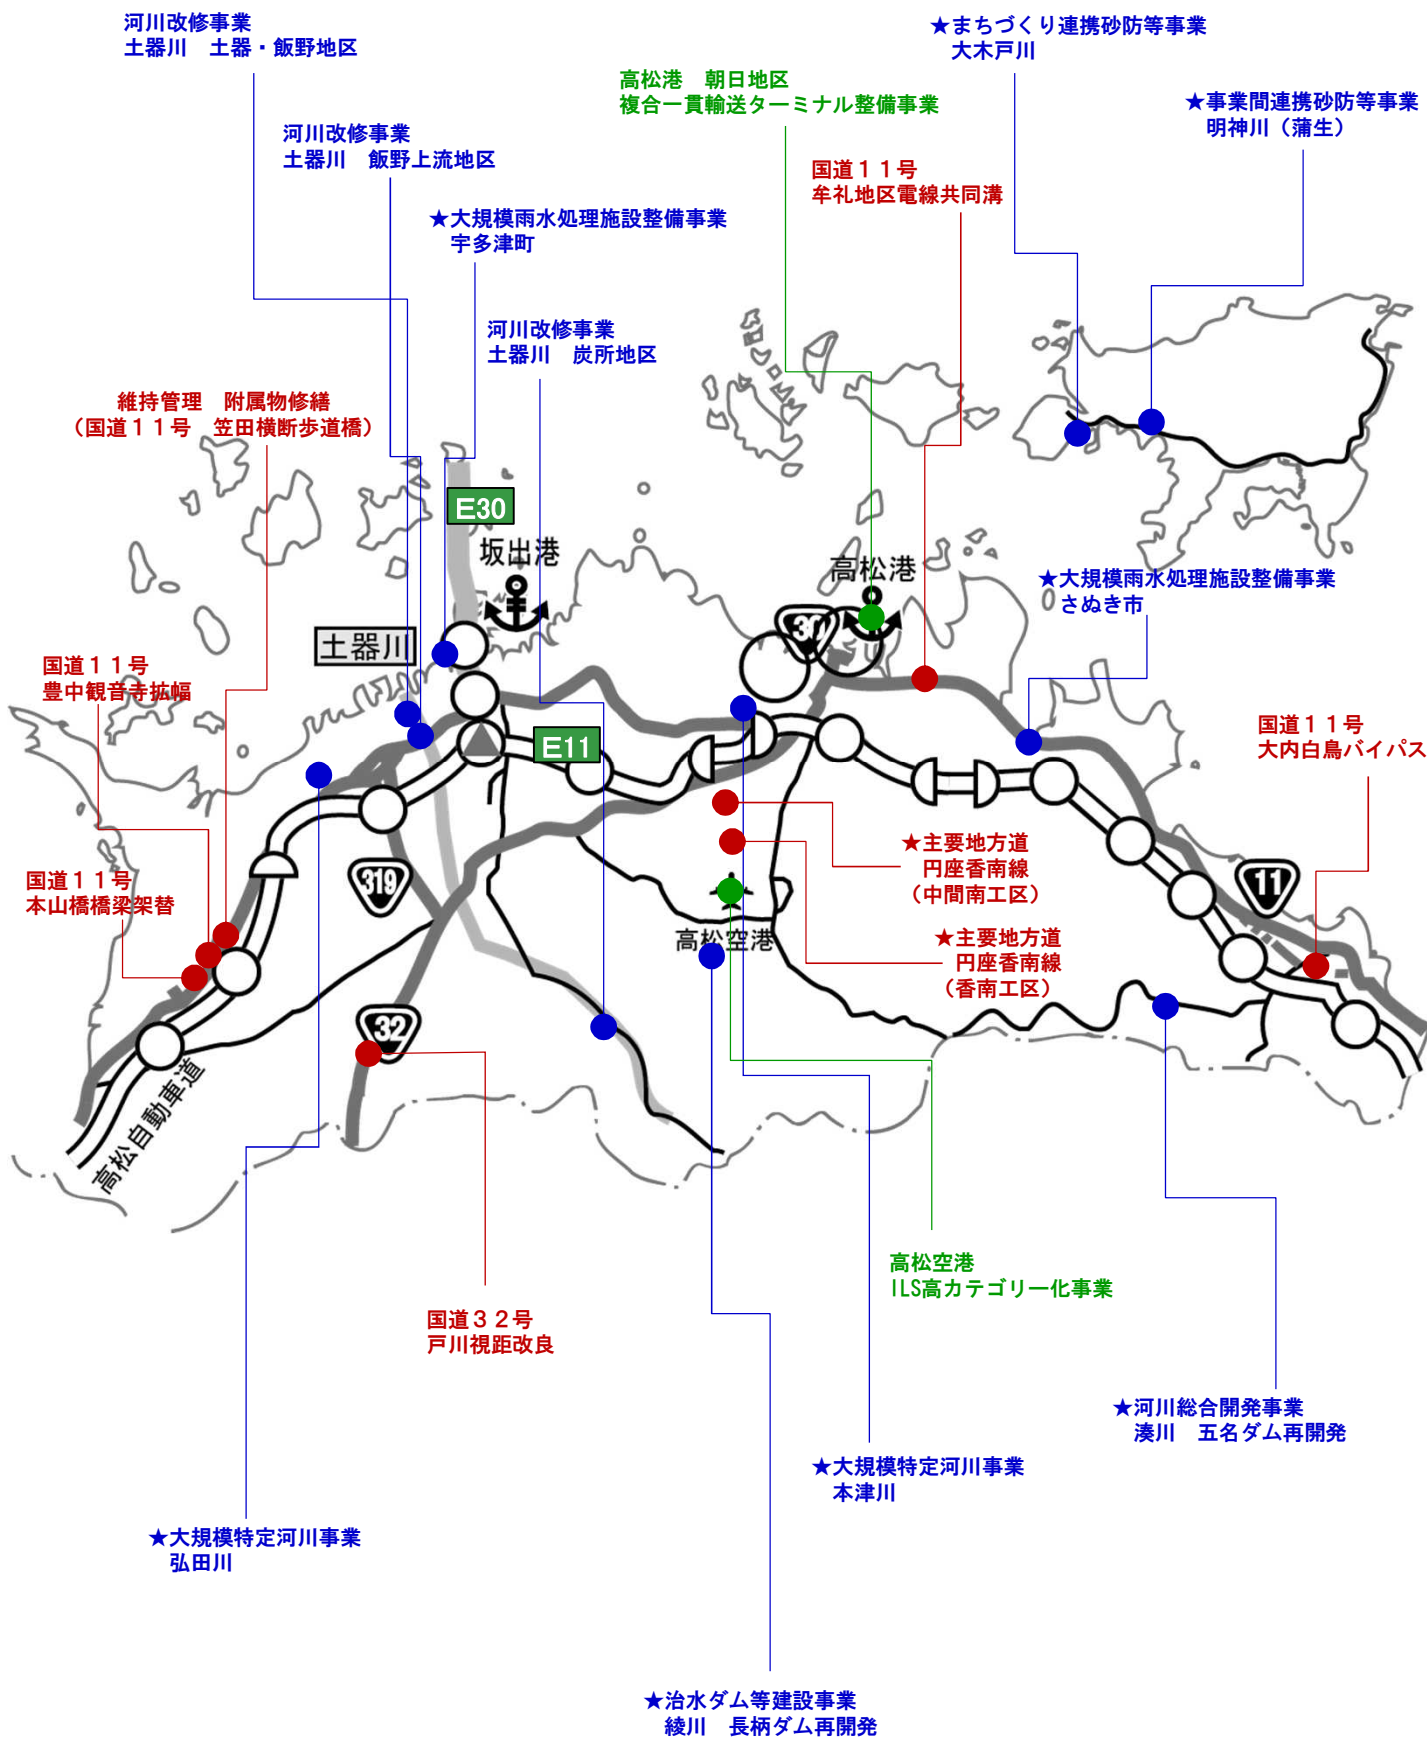 河川改修事業
土器川　土器・飯野地区
★まちづくり連携砂防等事業
大木戸川
高松港　朝日地区
複合一貫輸送ターミナル整備事業
★事業間連携砂防等事業
明神川（蒲生）
河川改修事業
土器川　飯野上流地区
国道１１号
牟礼地区電線共同溝
★大規模雨水処理施設整備事業
宇多津町
河川改修事業
土器川　炭所地区
維持管理　附属物修繕
（国道１１号　笠田横断歩道橋）
E30
坂出港
高松港
★大規模雨水処理施設整備事業
さぬき市
30
土器川
国道１１号
豊中観音寺拡幅
国道１１号
大内白鳥バイパス
E11
★主要地方道
円座香南線
（中間南工区）
319
11
国道１１号
本山橋橋梁架替
高松空港
★主要地方道
円座香南線
（香南工区）
32
高松自動車道
高松空港
ILS高カテゴリー化事業
国道３２号
戸川視距改良
★河川総合開発事業
湊川　五名ダム再開発
★大規模特定河川事業
本津川
★大規模特定河川事業
弘田川
★治水ダム等建設事業
綾川　長柄ダム再開発